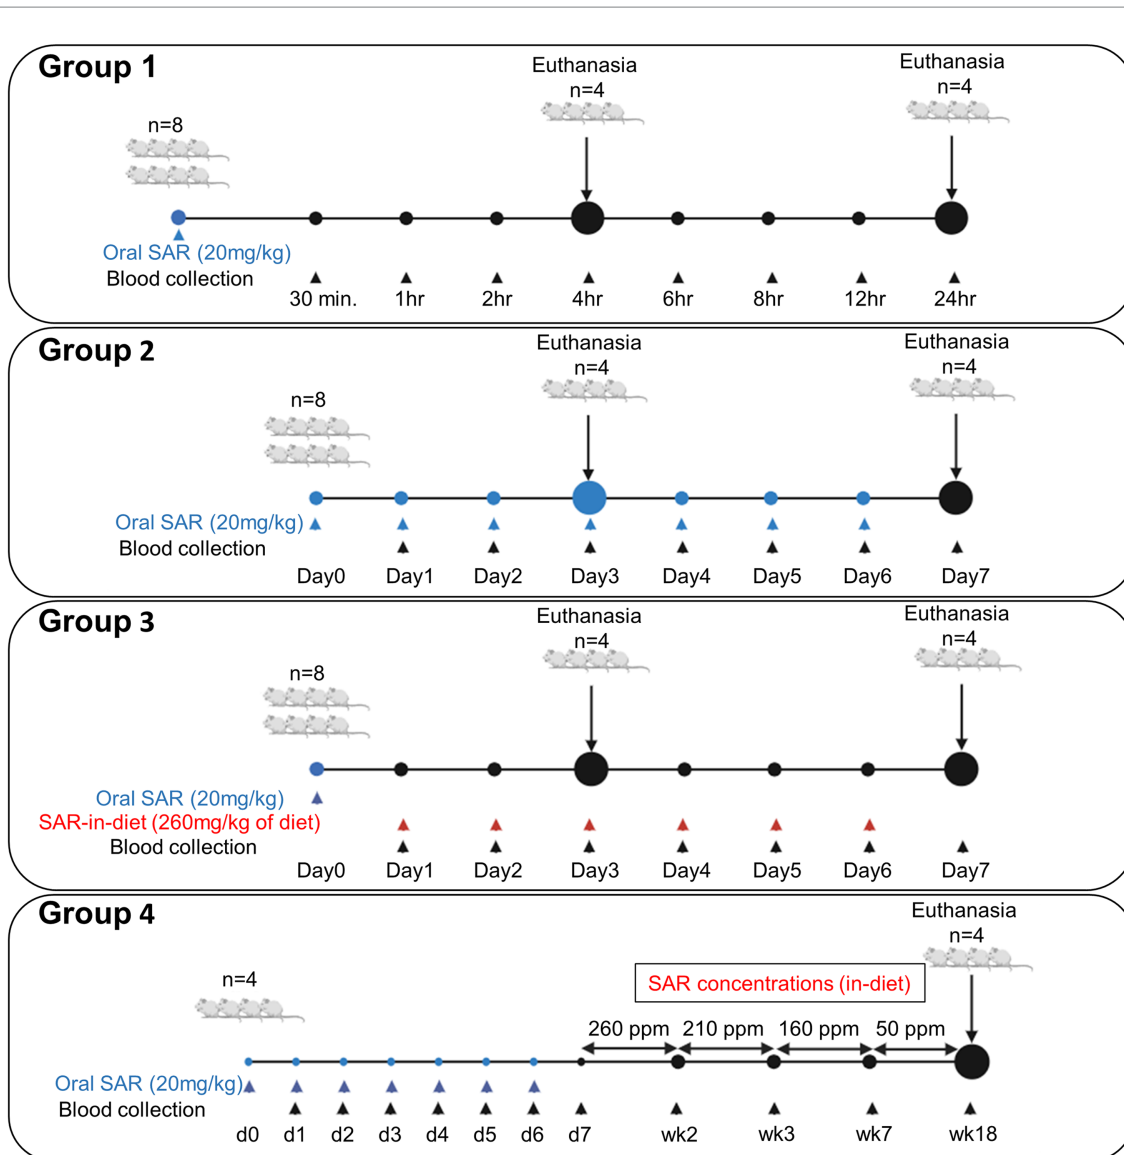 Group 1
Euthanasia
n=4
Euthanasia
n=4
n=8
Oral SAR (20mg/kg)
Blood collection
30 min. 1hr 2hr 4hr 6hr 8hr 12hr 24hr
Group 2
Euthanasia
n=4
Euthanasia
n=4
n=8
Oral SAR (20mg/kg)
Blood collection
Day0 Day1 Day2 Day3 Day4 Day5 Day6 Day7
Group 3
Euthanasia
n=4
Euthanasia
n=4
n=8
Oral SAR (20mg/kg)
SAR-in-diet (260mg/kg of diet)
Blood collection
Day0 Day1 Day2 Day3 Day4 Day5 Day6 Day7
Group 4
Euthanasia
n=4
n=4
SAR concentrations (in-diet)
260 ppm 210 ppm 160 ppm 50 ppm
Oral SAR (20mg/kg)
Blood collection
d0 d1 d2 d3 d4 d5 d6 d7 wk2 wk3 wk7 wk18